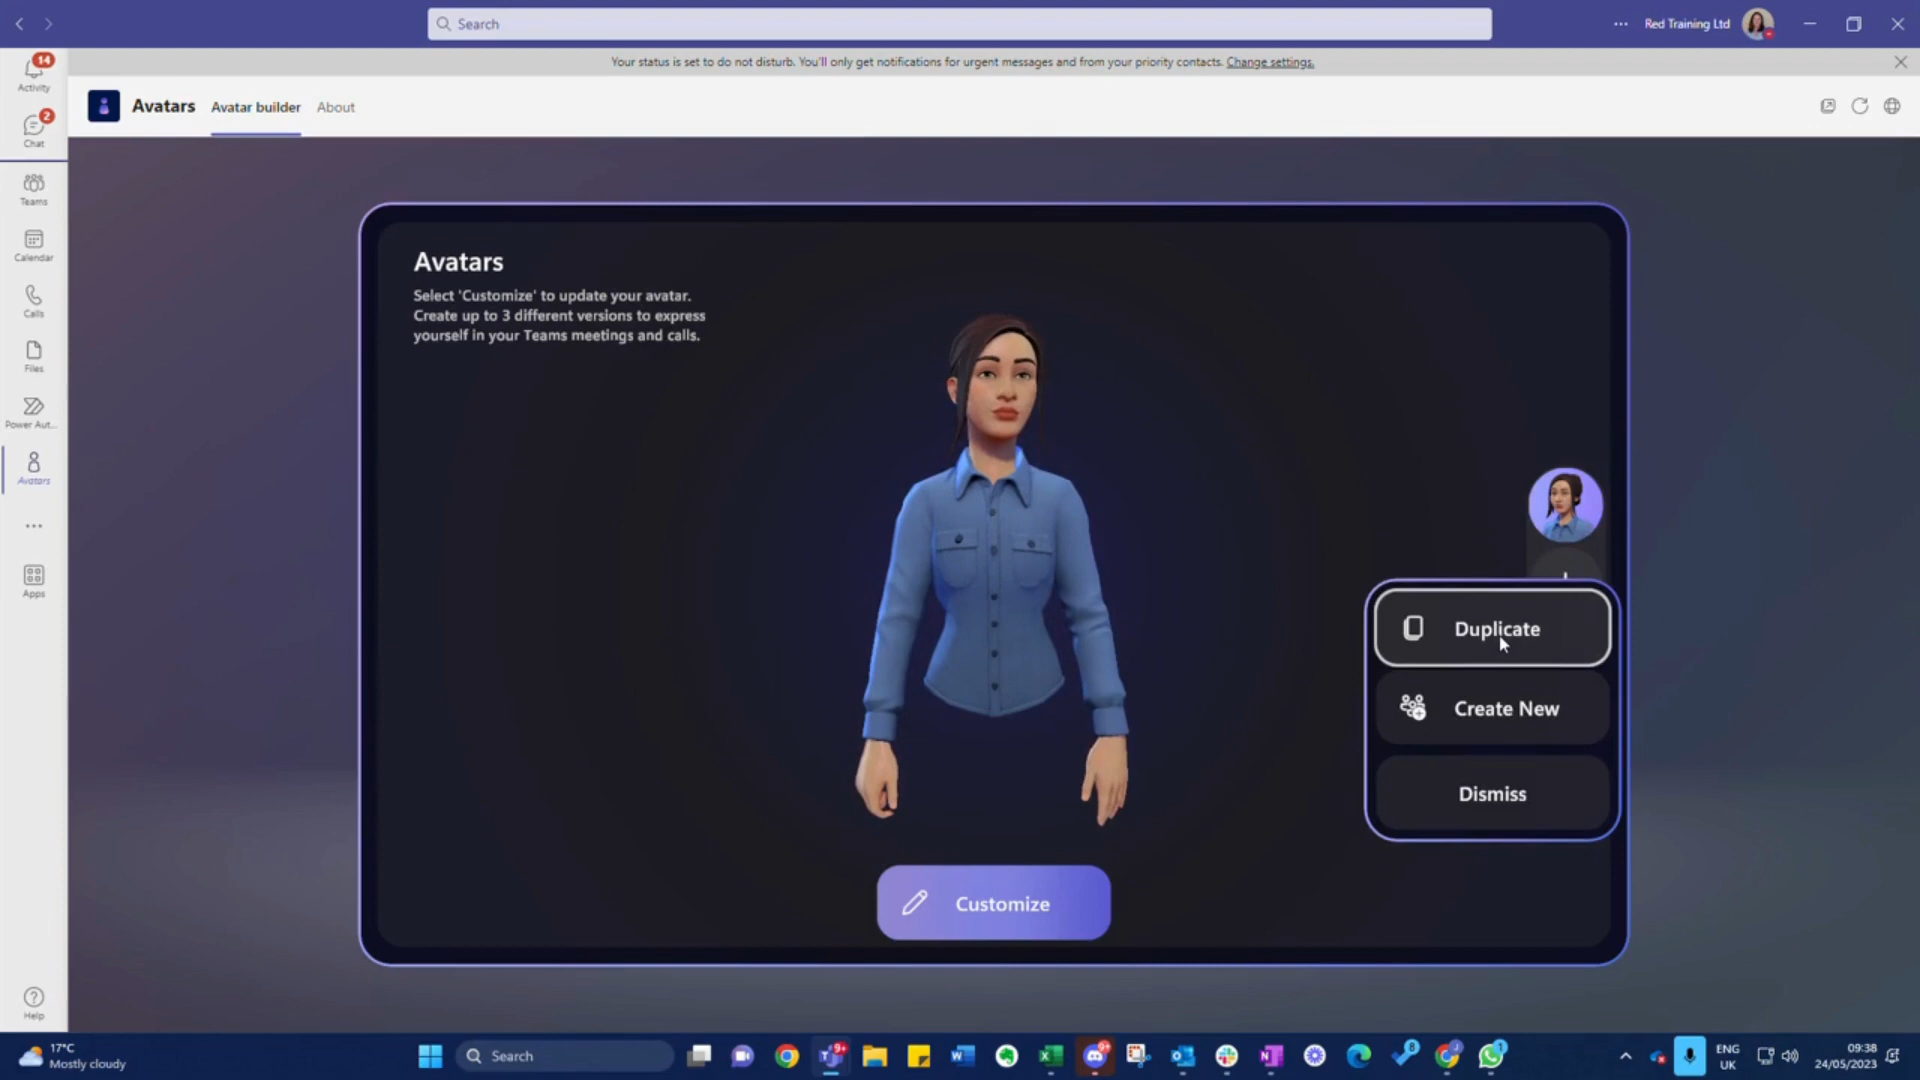 Search
Red Training Ltd
Your status is set to do not disturb. You'll only get notifications for urgent messages and from your priority contacts. Change settings.
14
Activity
2
Chat
Teams
Calendar
Calls
Files
Power Aut...
Avatars
Apps
Help
Avatars
Avatar builder
About
Avatars
Select 'Customize' to update your avatar.
Create up to 3 different versions to express
yourself in your Teams meetings and calls.
Duplicate
Create New
Dismiss
Customize
17°C
Mostly cloudy
Search
9+
9+
8
1
ENG
UK
09:38
24/05/2023